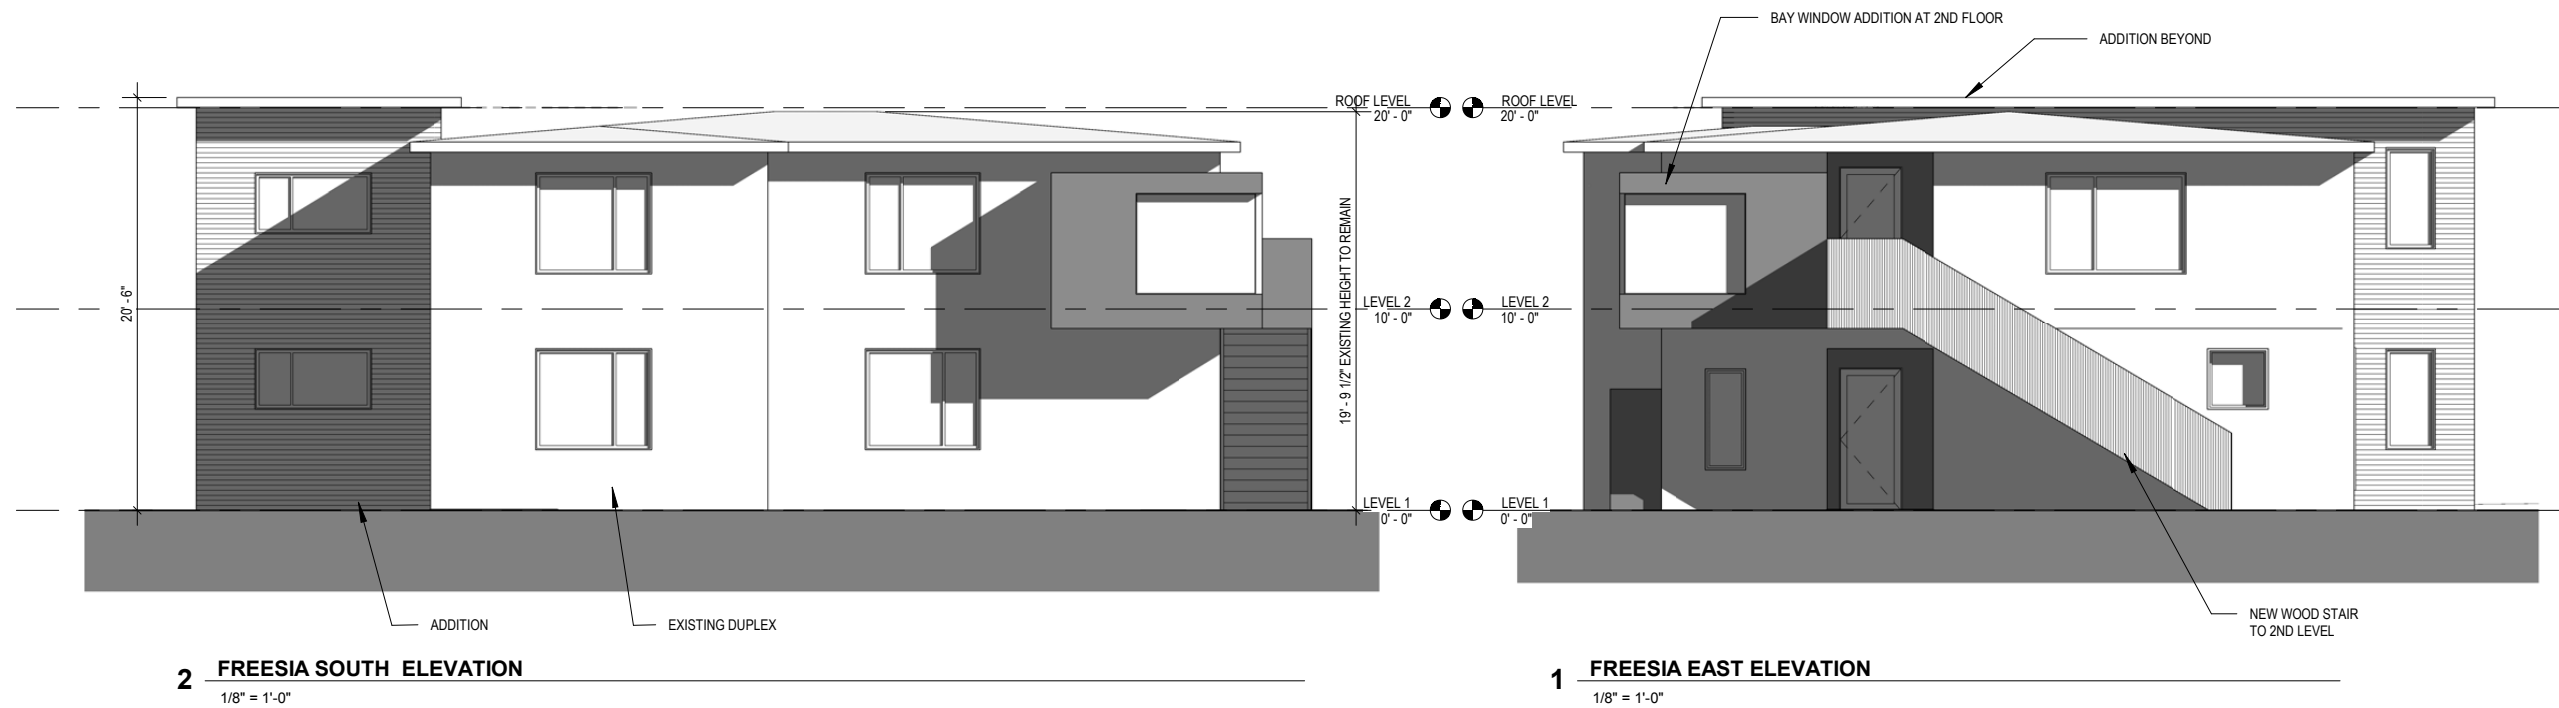 BAY WINDOW ADDITION AT 2ND FLOOR
ADDITION BEYOND
ROOF LEVEL
20' - 0"
ROOF LEVEL
20' - 0"
20' - 6"
19' - 9 1/2" EXISTING HEIGHT TO REMAIN
LEVEL 2
10' - 0"
LEVEL 2
10' - 0"
LEVEL 1
0' - 0"
LEVEL 1
0' - 0"
ADDITION
EXISTING DUPLEX
NEW WOOD STAIR
TO 2ND LEVEL
2 FREESIA SOUTH ELEVATION
1/8" = 1'-0"
1 FREESIA EAST ELEVATION
1/8" = 1'-0"